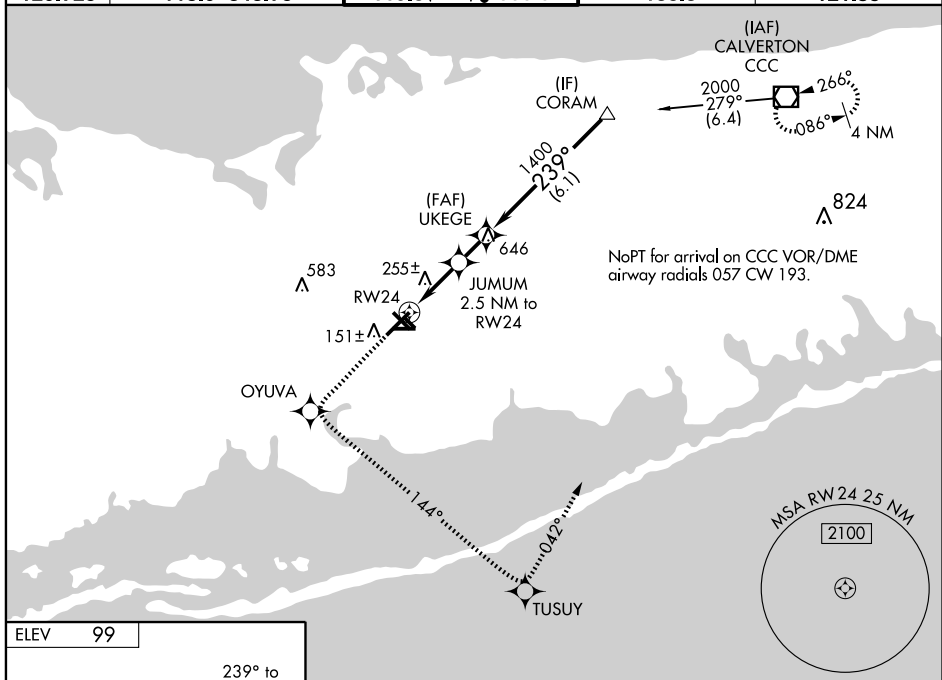 (IAF)
CALVERTON
CCC
(IF)
CORAM
2000
279°
(6.4)
266°
086°
4 NM
1400
239°
(6.1)
(FAF)
UKEGE
646
824
NoPT for arrival on CCC VOR/DME
airway radials 057 CW 193.
583
255±
JUMUM
2.5 NM to
RW24
RW24
151±
OYUVA
144°
042°
TUSUY
MSA RW24 25 NM
2100
ELEV 99
239° to